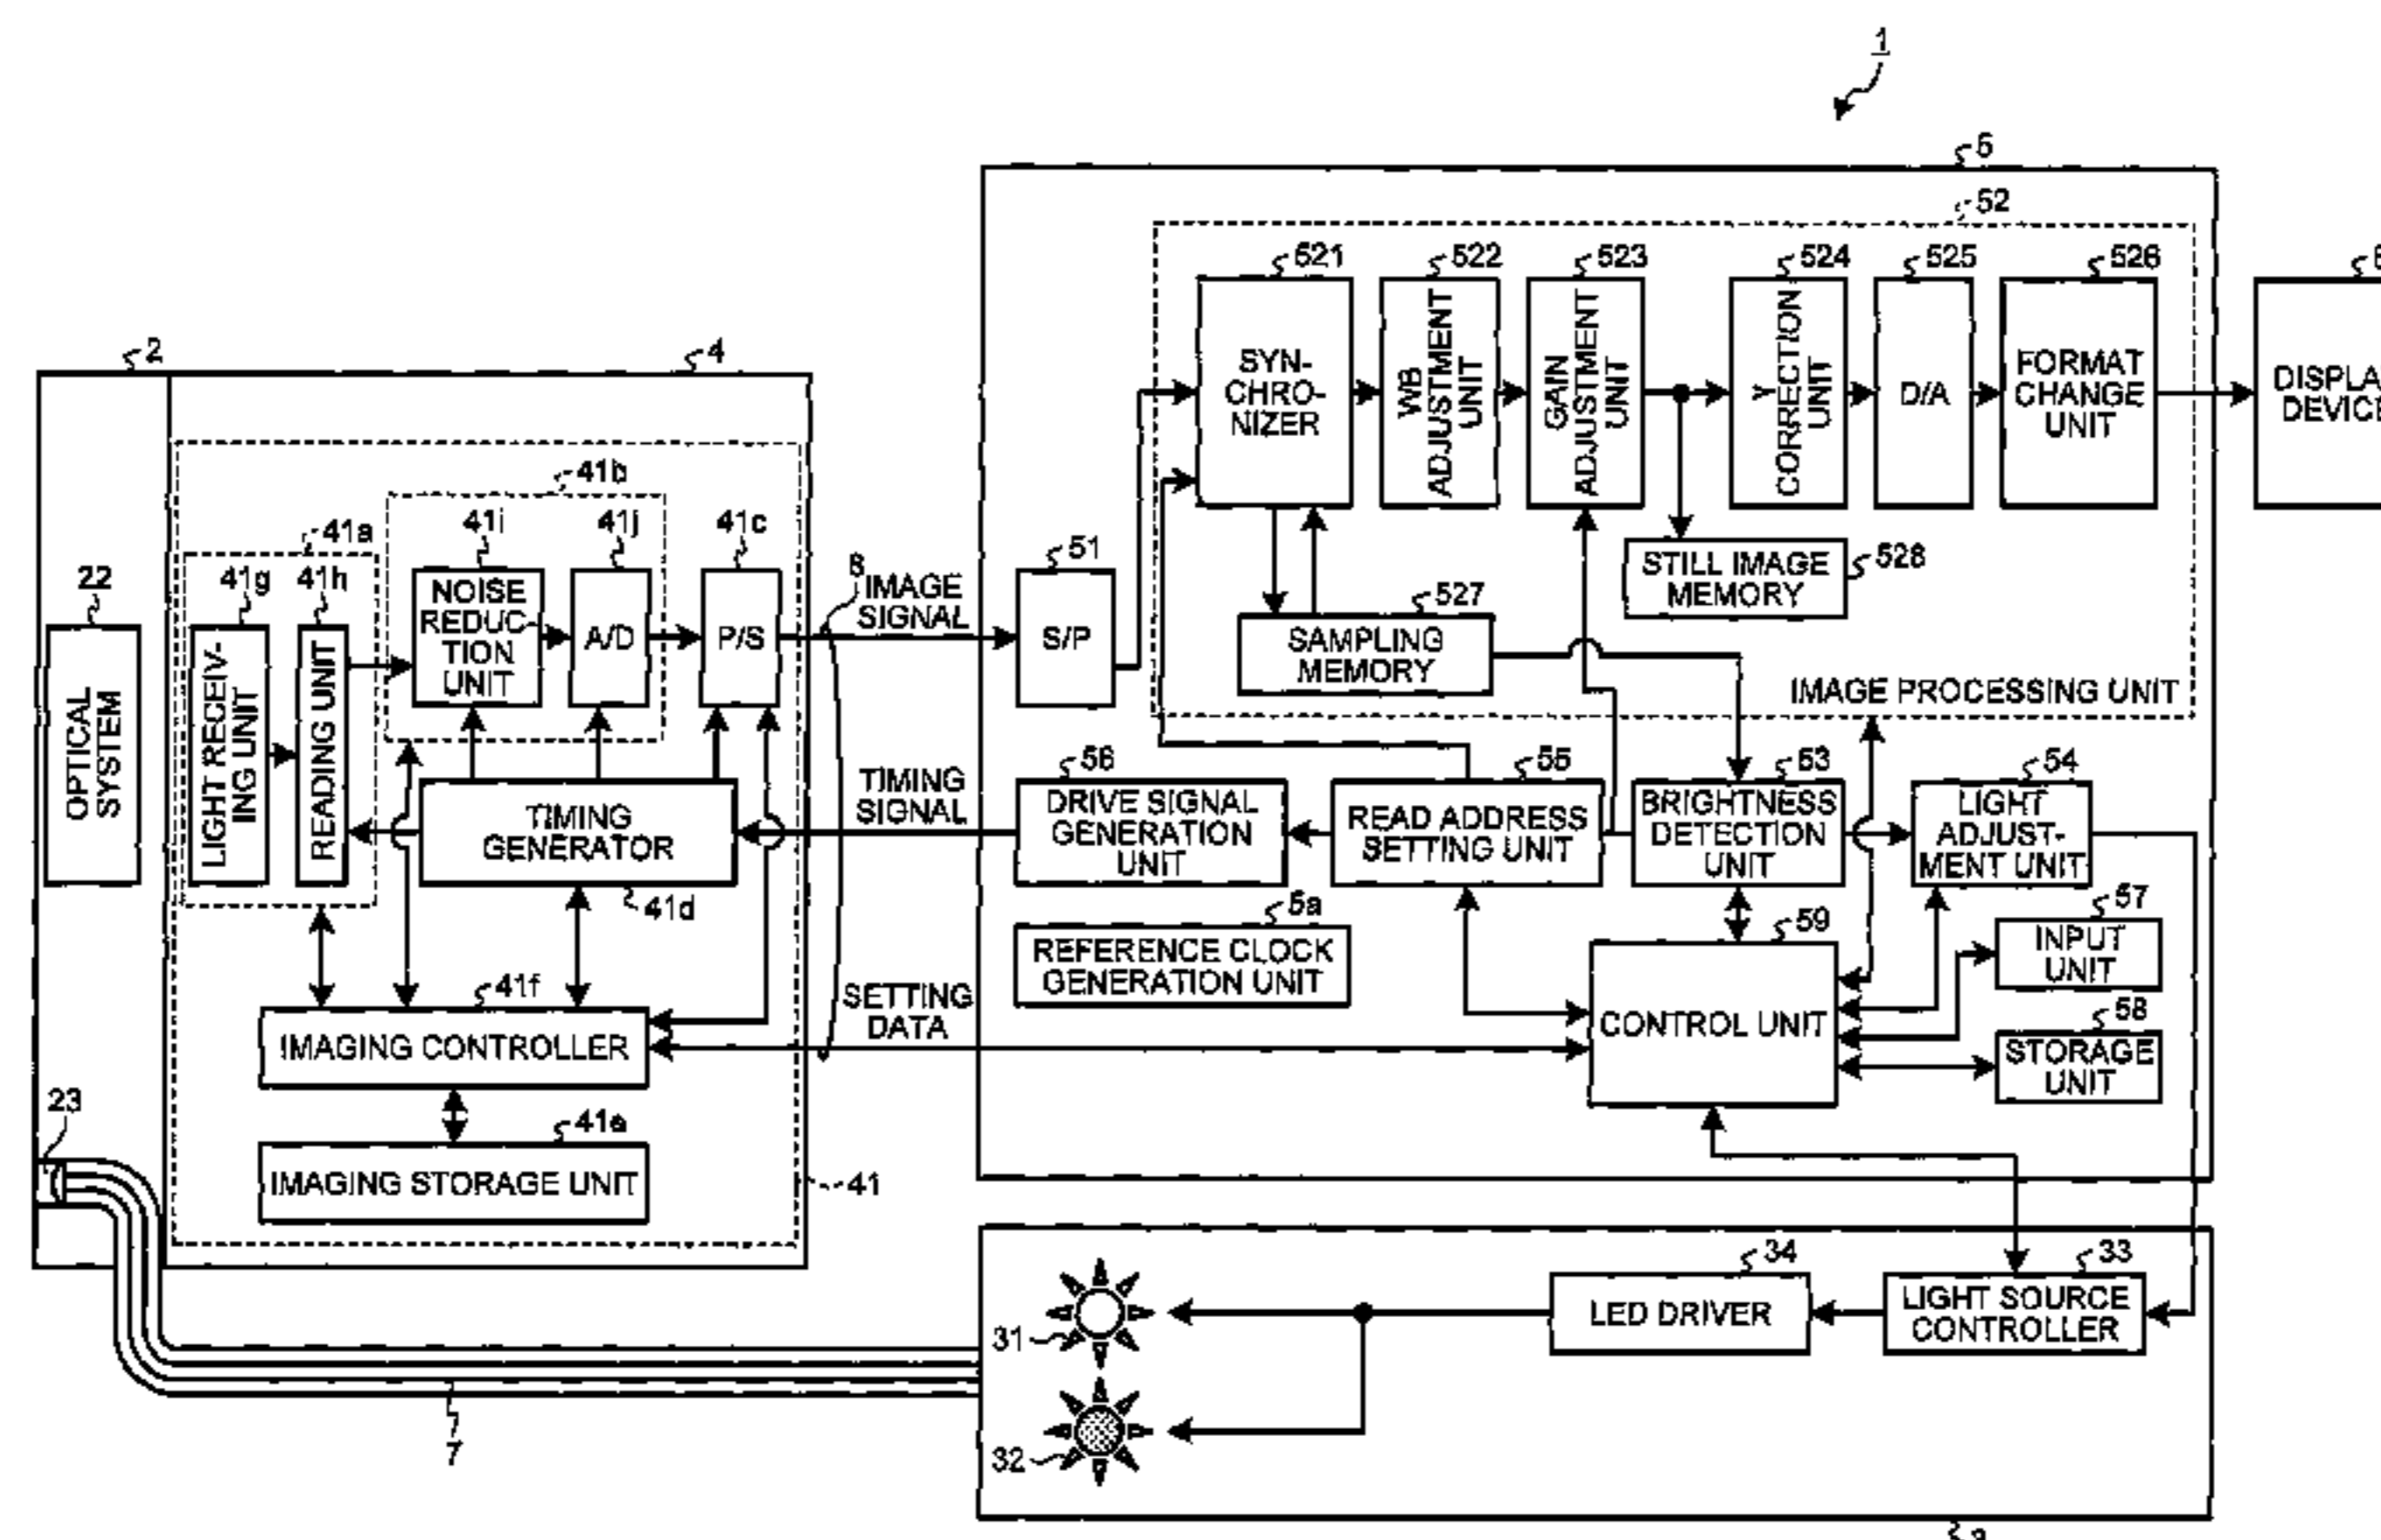 1
5
52
521
522
523
524
525
526
SYN-
CHRO-
NIZER
WB
ADJUSTMENT
UNIT
GAIN
ADJUSTMENT
UNIT
γ
CORRECTION
UNIT
D/A
FORMAT
CHANGE
UNIT
2
4
41b
41i
41j
41c
41a
41g
41h
22
OPTICAL
SYSTEM
LIGHT RECEIV-
ING UNIT
READING UNIT
NOISE
REDUC-
TION
UNIT
A/D
P/S
8
IMAGE
SIGNAL
51
S/P
527
SAMPLING
MEMORY
STILL IMAGE
MEMORY
528
IMAGE PROCESSING UNIT
TIMING
GENERATOR
41d
TIMING
SIGNAL
56
DRIVE SIGNAL
GENERATION
UNIT
55
READ ADDRESS
SETTING UNIT
53
BRIGHTNESS
DETECTION
UNIT
54
LIGHT
ADJUST-
MENT UNIT
5a
REFERENCE CLOCK
GENERATION UNIT
59
CONTROL UNIT
57
INPUT
UNIT
58
STORAGE
UNIT
41f
IMAGING CONTROLLER
SETTING
DATA
23
41e
IMAGING STORAGE UNIT
41
34
LED DRIVER
33
LIGHT SOURCE
CONTROLLER
31
32
7